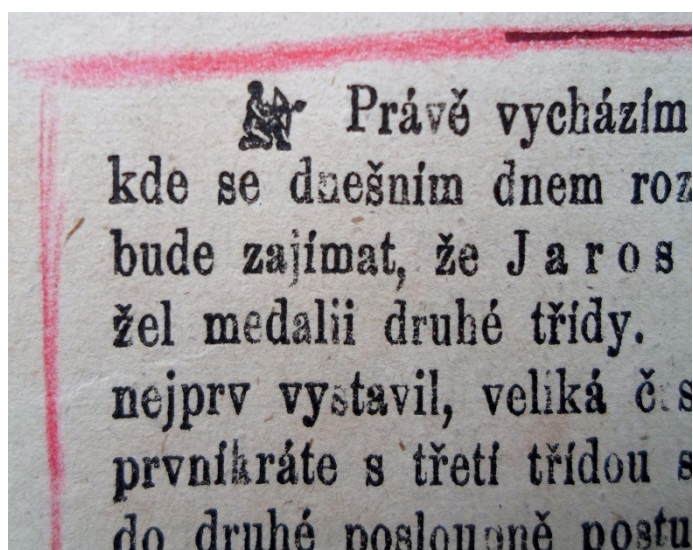 Právě vycházím
kde se dnešním dnem roz
bude zajímat, že Jaros
žel medalii druhé třídy.
nejprv vystavil, veliká
prvníkráte s třetí třídou s
do druhé posloupně postu